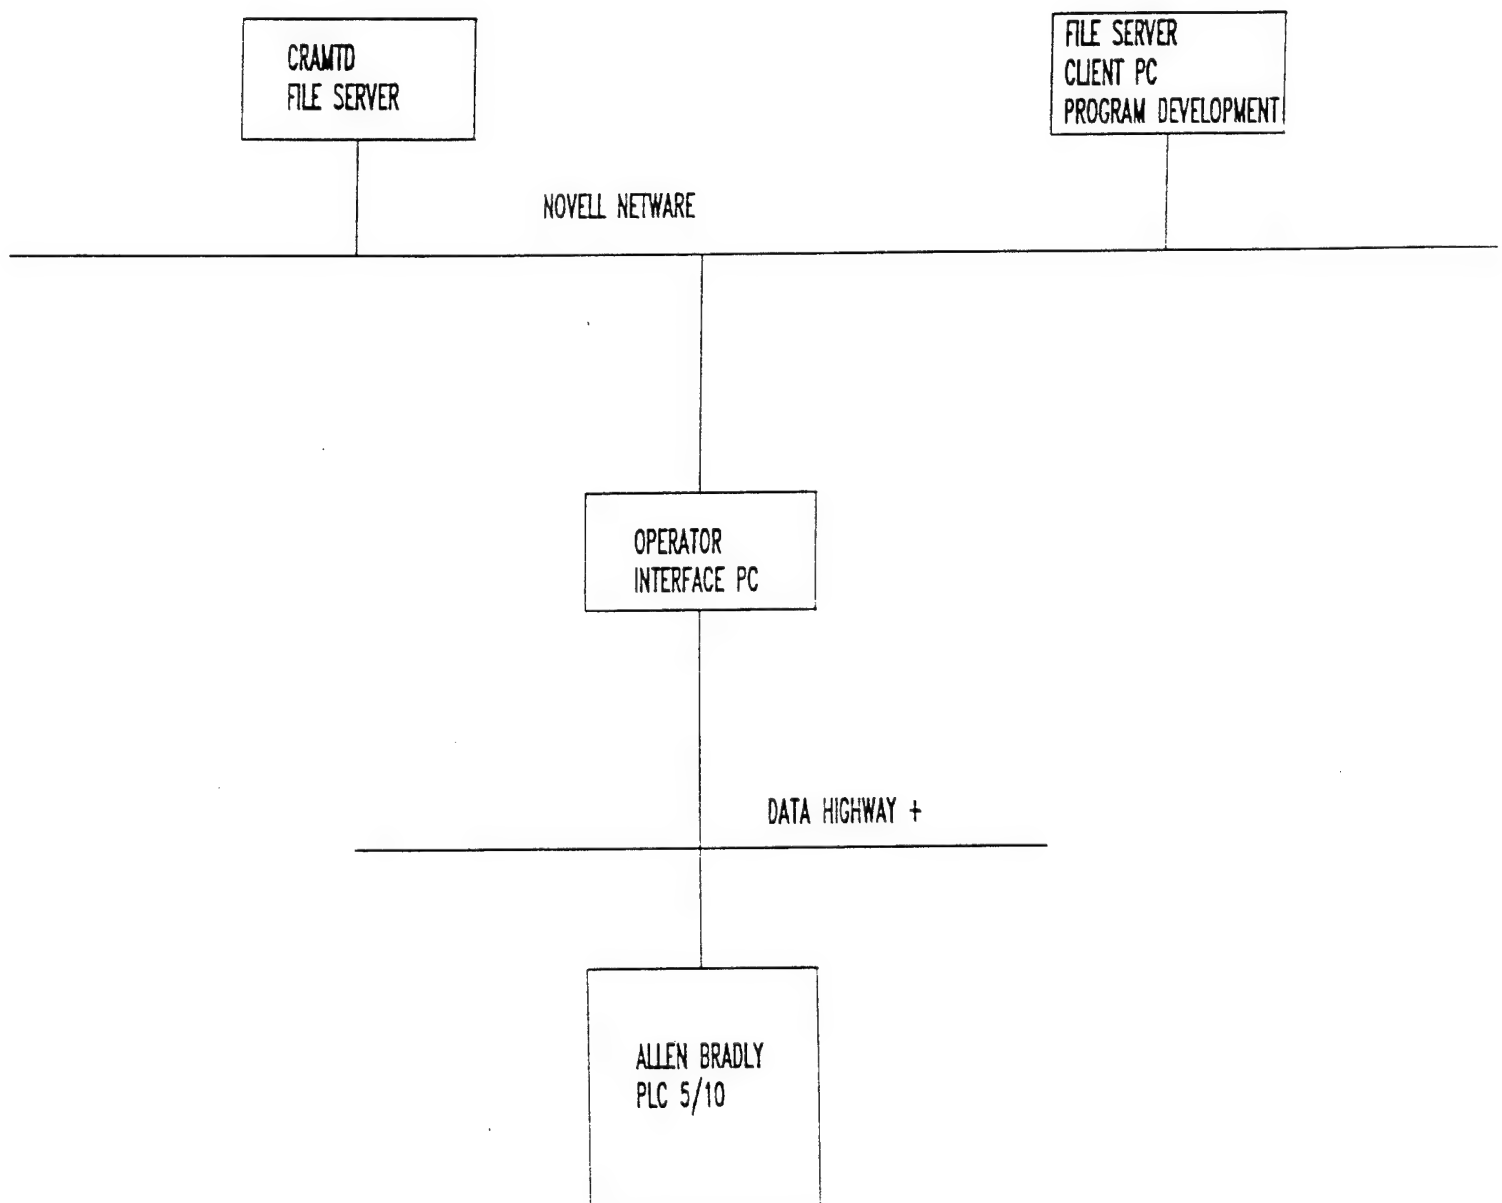 CRAMTD
FILE SERVER
FILE SERVER
CLIENT PC
PROGRAM DEVELOPMENT
NOVELL NETWARE
OPERATOR
INTERFACE PC
DATA HIGHWAY +
ALLEN BRADLY
PLC 5/10